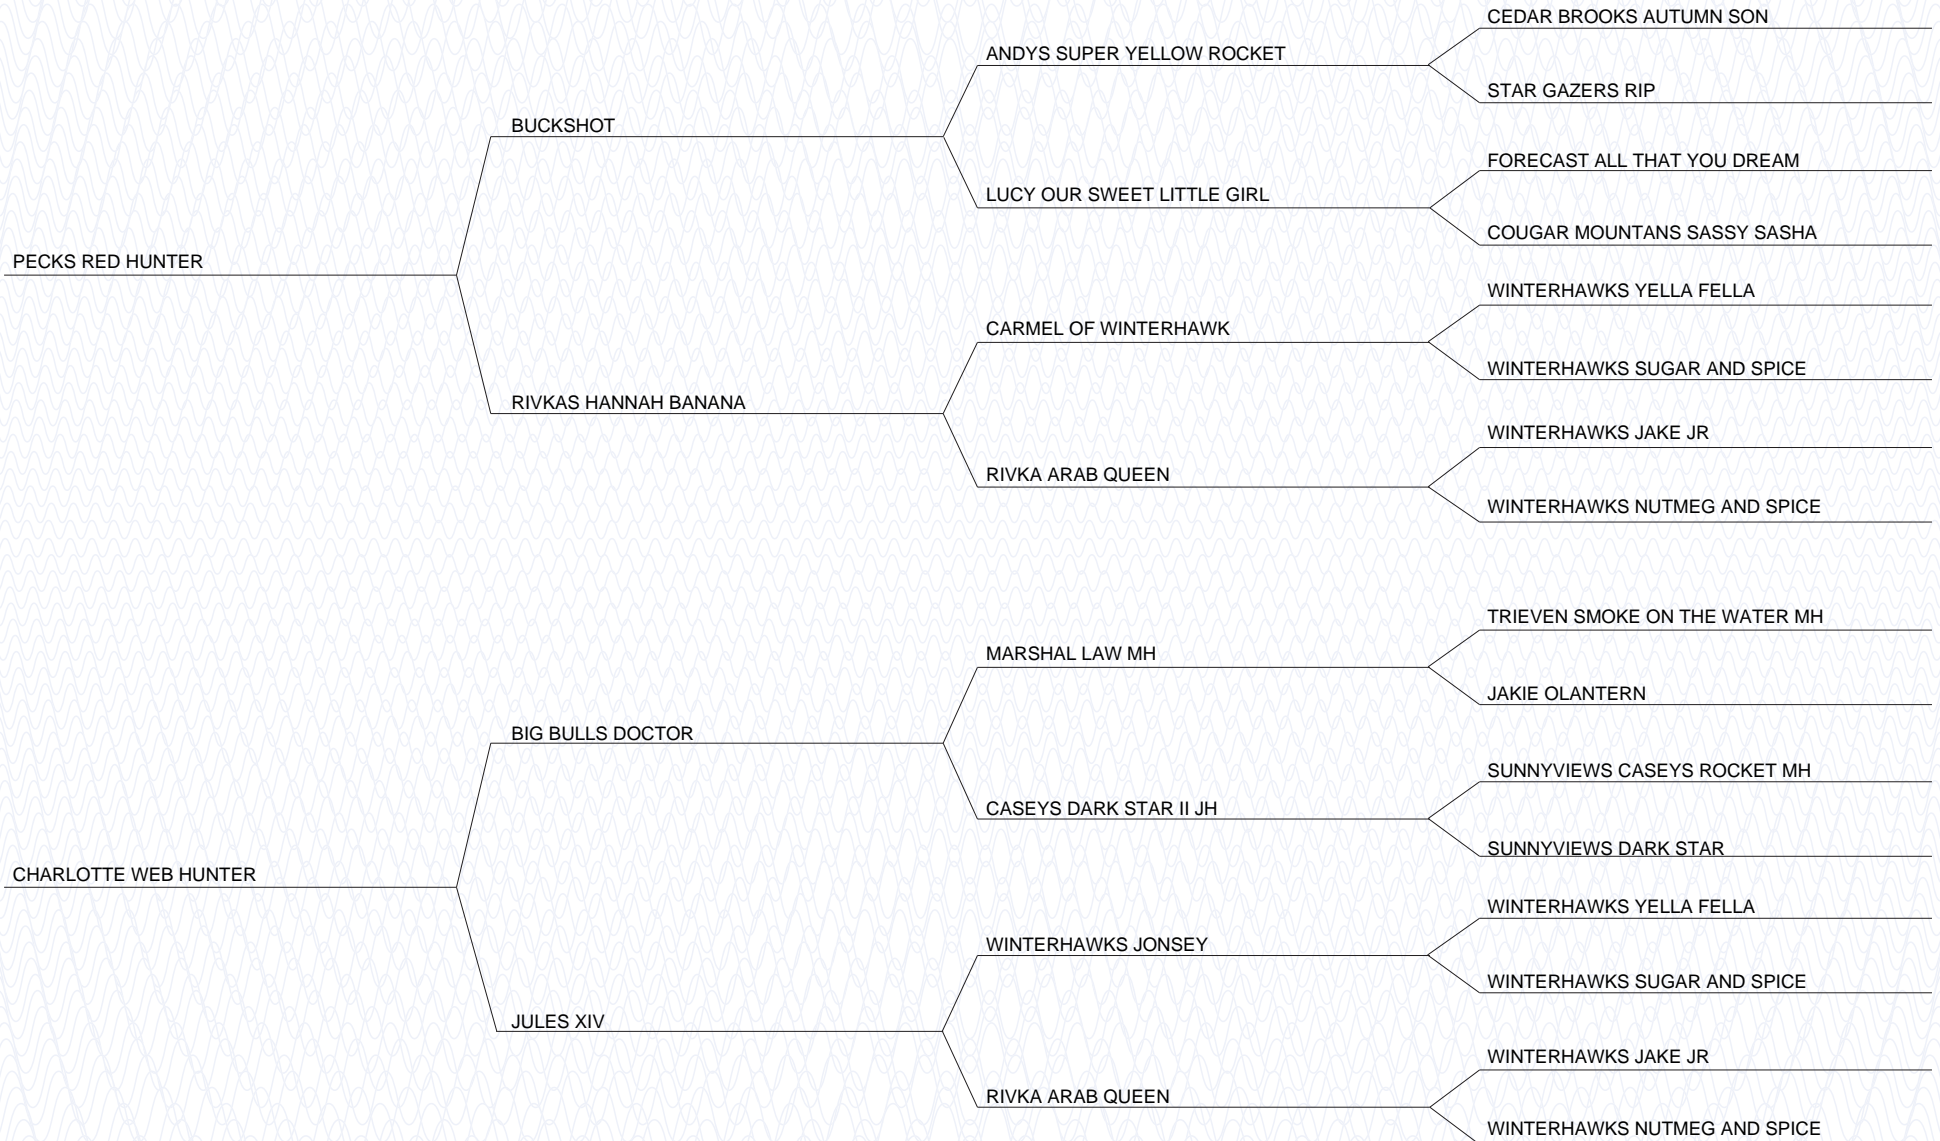 CEDAR BROOKS AUTUMN SON
ANDYS SUPER YELLOW ROCKET
STAR GAZERS RIP
BUCKSHOT
FORECAST ALL THAT YOU DREAM
LUCY OUR SWEET LITTLE GIRL
COUGAR MOUNTANS SASSY SASHA
PECKS RED HUNTER
WINTERHAWKS YELLA FELLA
CARMEL OF WINTERHAWK
WINTERHAWKS SUGAR AND SPICE
RIVKAS HANNAH BANANA
WINTERHAWKS JAKE JR
RIVKA ARAB QUEEN
WINTERHAWKS NUTMEG AND SPICE
TRIEVEN SMOKE ON THE WATER MH
MARSHAL LAW MH
JAKIE OLANTERN
BIG BULLS DOCTOR
SUNNYVIEWS CASEYS ROCKET MH
CASEYS DARK STAR II JH
SUNNYVIEWS DARK STAR
CHARLOTTE WEB HUNTER
WINTERHAWKS YELLA FELLA
WINTERHAWKS JONSEY
WINTERHAWKS SUGAR AND SPICE
JULES XIV
WINTERHAWKS JAKE JR
RIVKA ARAB QUEEN
WINTERHAWKS NUTMEG AND SPICE